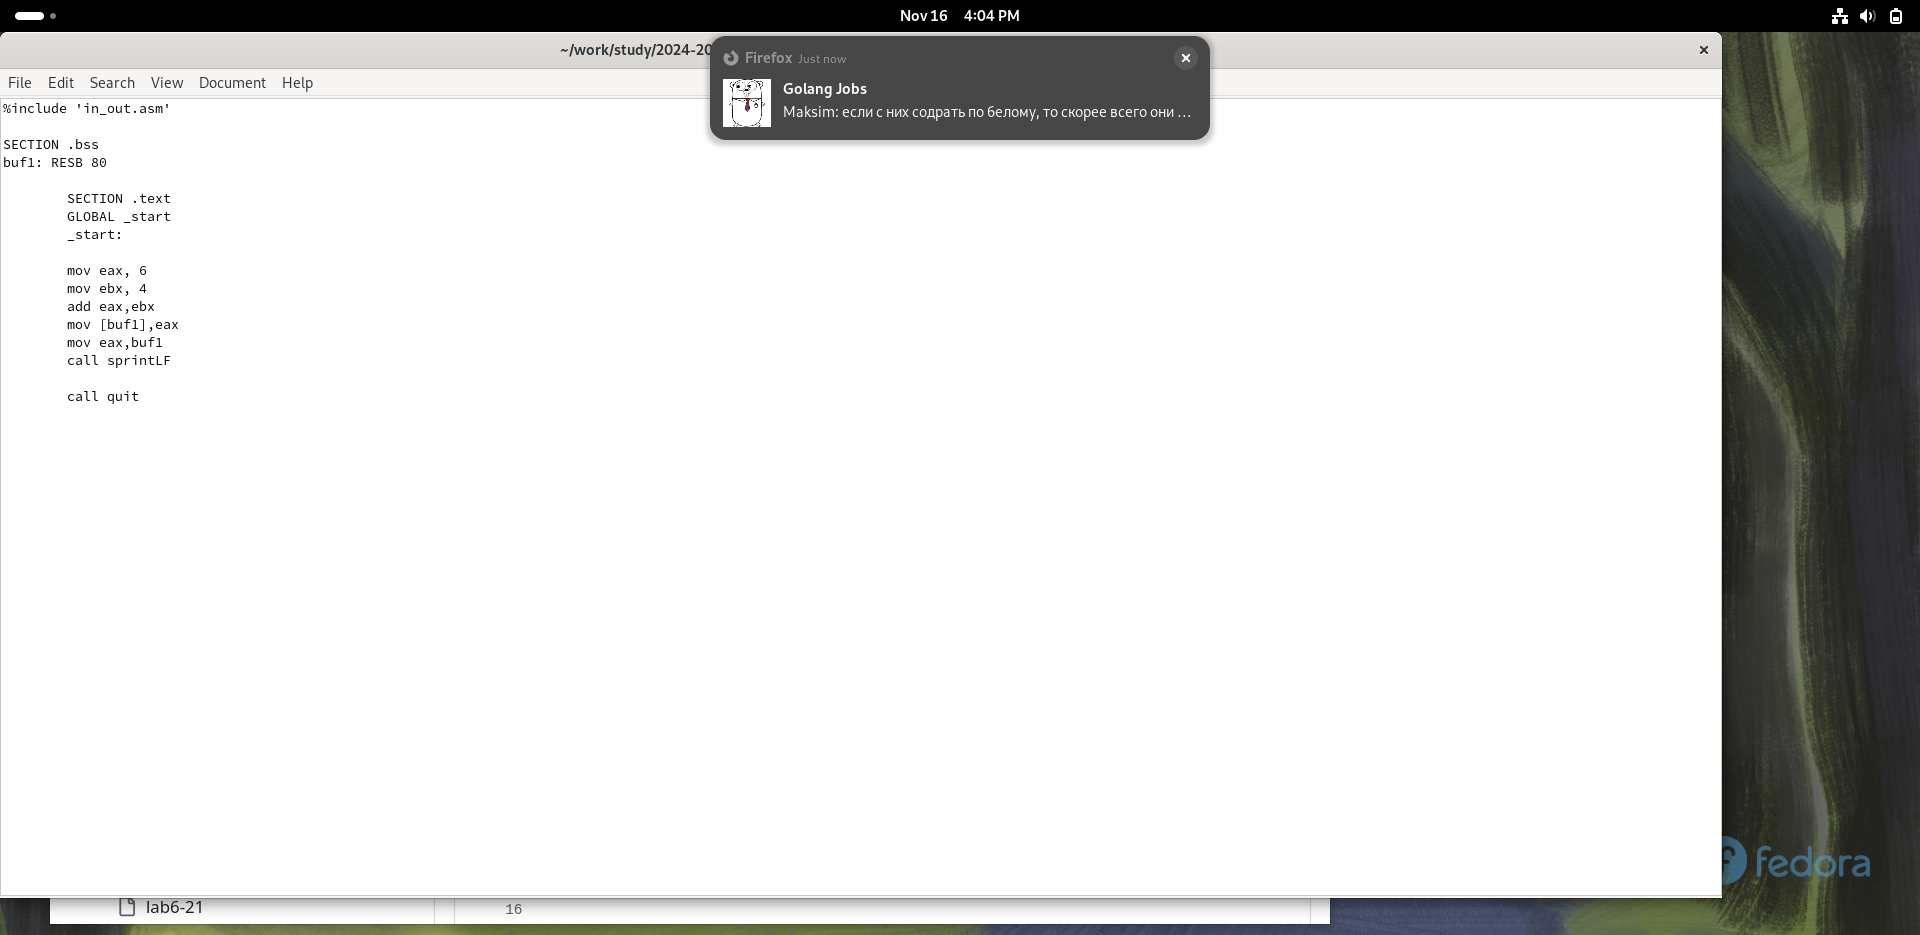 Nov 16 4:04 PM
~/work/study/2024-20
Firefox Just now
Golang Jobs
Maksim: если с них содрать по белому, то скорее всего они …
File Edit Search View Document Help
%include 'in_out.asm'
SECTION .bss
buf1: RESB 80
SECTION .text
GLOBAL _start
_start:
mov eax, 6
mov ebx, 4
add eax,ebx
mov [buf1],eax
mov eax,buf1
call sprintLF
call quit
fedora
lab6-21
16